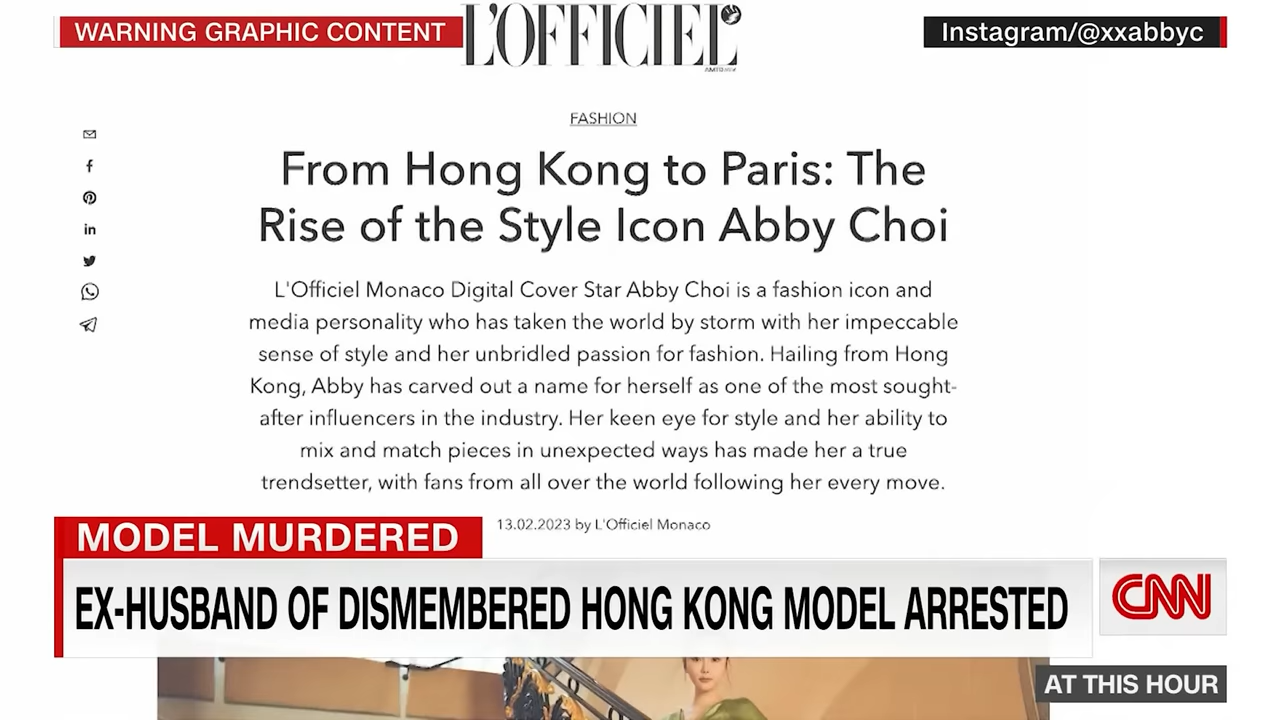 WARNING GRAPHIC CONTENT
L'OFFICIEL
Instagram/@xxabbyc
FASHION
From Hong Kong to Paris: The
Rise of the Style Icon Abby Choi
L'Officiel Monaco Digital Cover Star Abby Choi is a fashion icon and
media personality who has taken the world by storm with her impeccable
sense of style and her unbridled passion for fashion. Hailing from Hong
Kong, Abby has carved out a name for herself as one of the most sought-
after influencers in the industry. Her keen eye for style and her ability to
mix and match pieces in unexpected ways has made her a true
trendsetter, with fans from all over the world following her every move.
13.02.2023 by L'Officiel Monaco
MODEL MURDERED
EX-HUSBAND OF DISMEMBERED HONG KONG MODEL ARRESTED
CNN
AT THIS HOUR